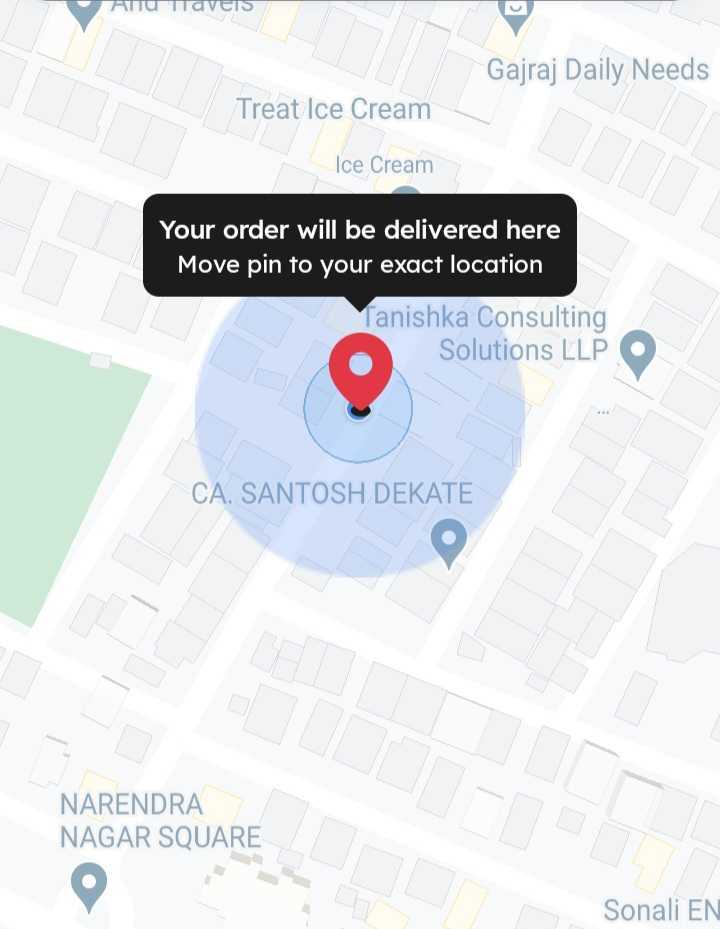 And Travels
Gajraj Daily Needs
Treat Ice Cream
Ice Cream
Your order will be delivered here
Move pin to your exact location
Tanishka Consulting
Solutions LLP
...
CA. SANTOSH DEKATE
NARENDRA
NAGAR SQUARE
Sonali EN